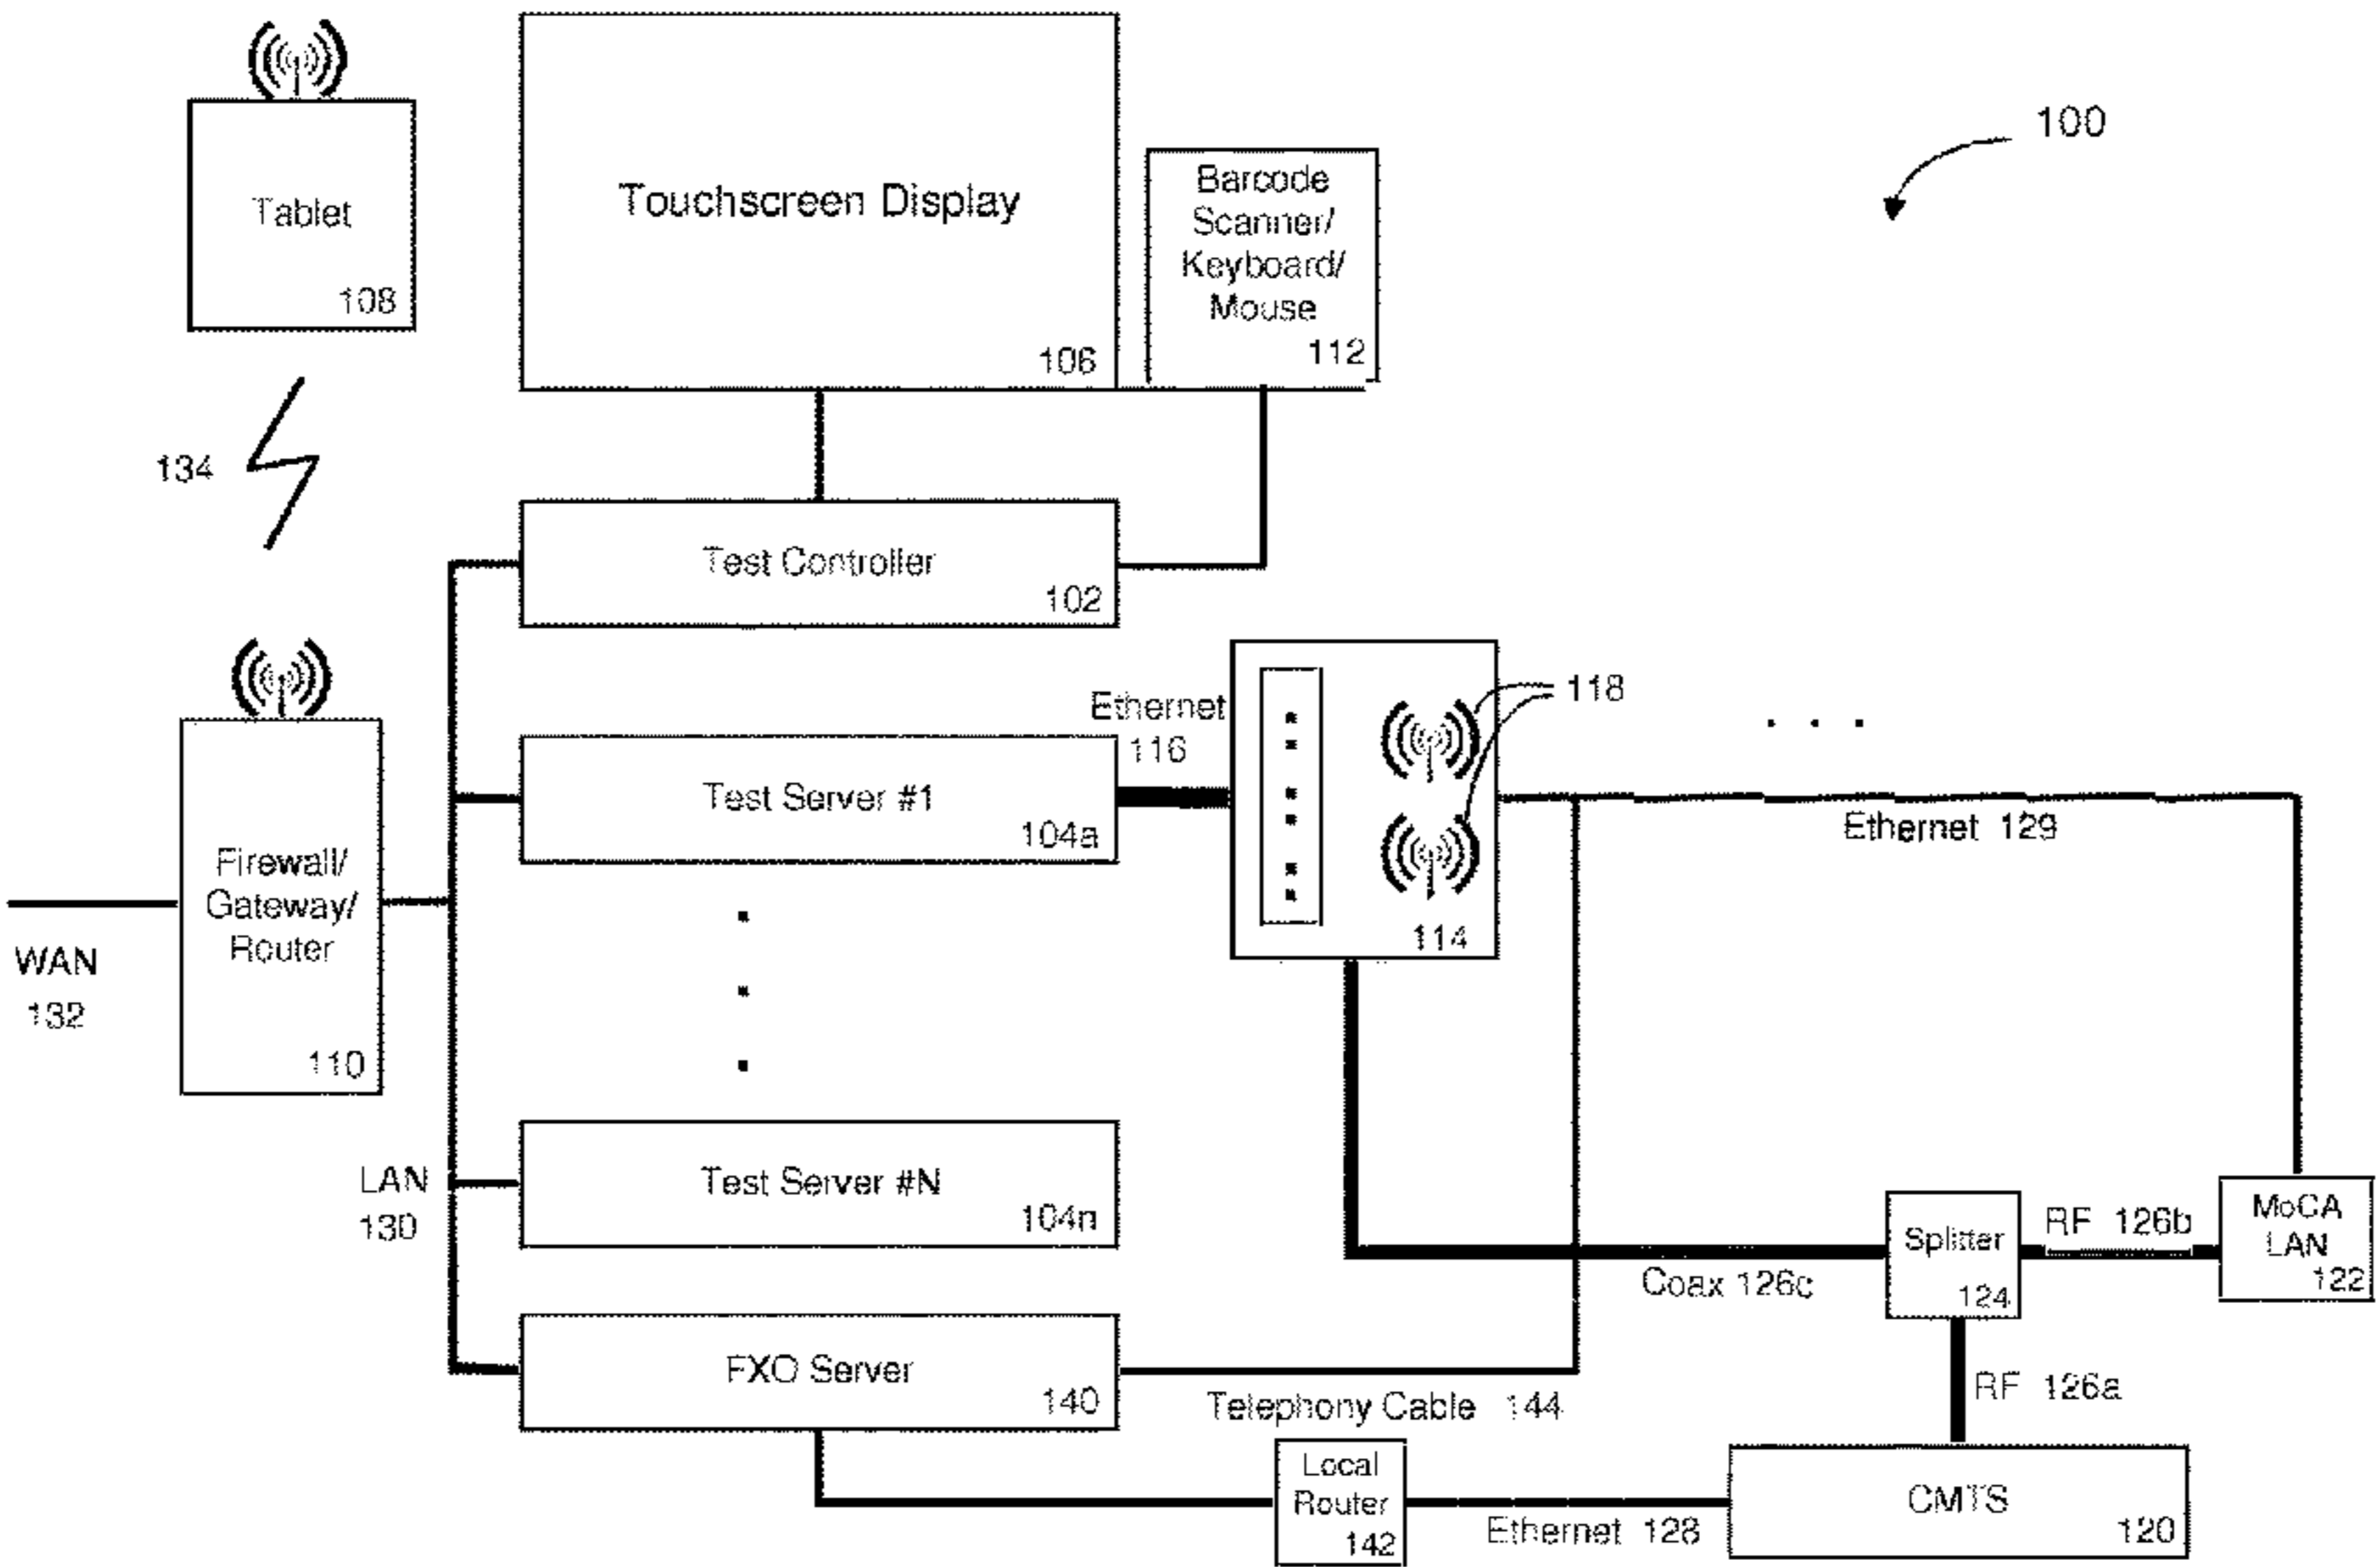 100
Tablet
108
Touchscreen Display
106
Barcode
Scanner/
Keyboard/
Mouse
112
134
Test Controller
102
Firewall/
Gateway/
Router
110
WAN
132
Test Server #1
104a
Ethernet
116
118
114
. . .
Ethernet 129
LAN
130
Test Server #N
104n
FXO Server
140
Telephony Cable 144
Coax 126c
Splitter
124
RF 126b
MoCA
LAN
122
RF 126a
Local
Router
142
Ethernet 128
CMTS
120